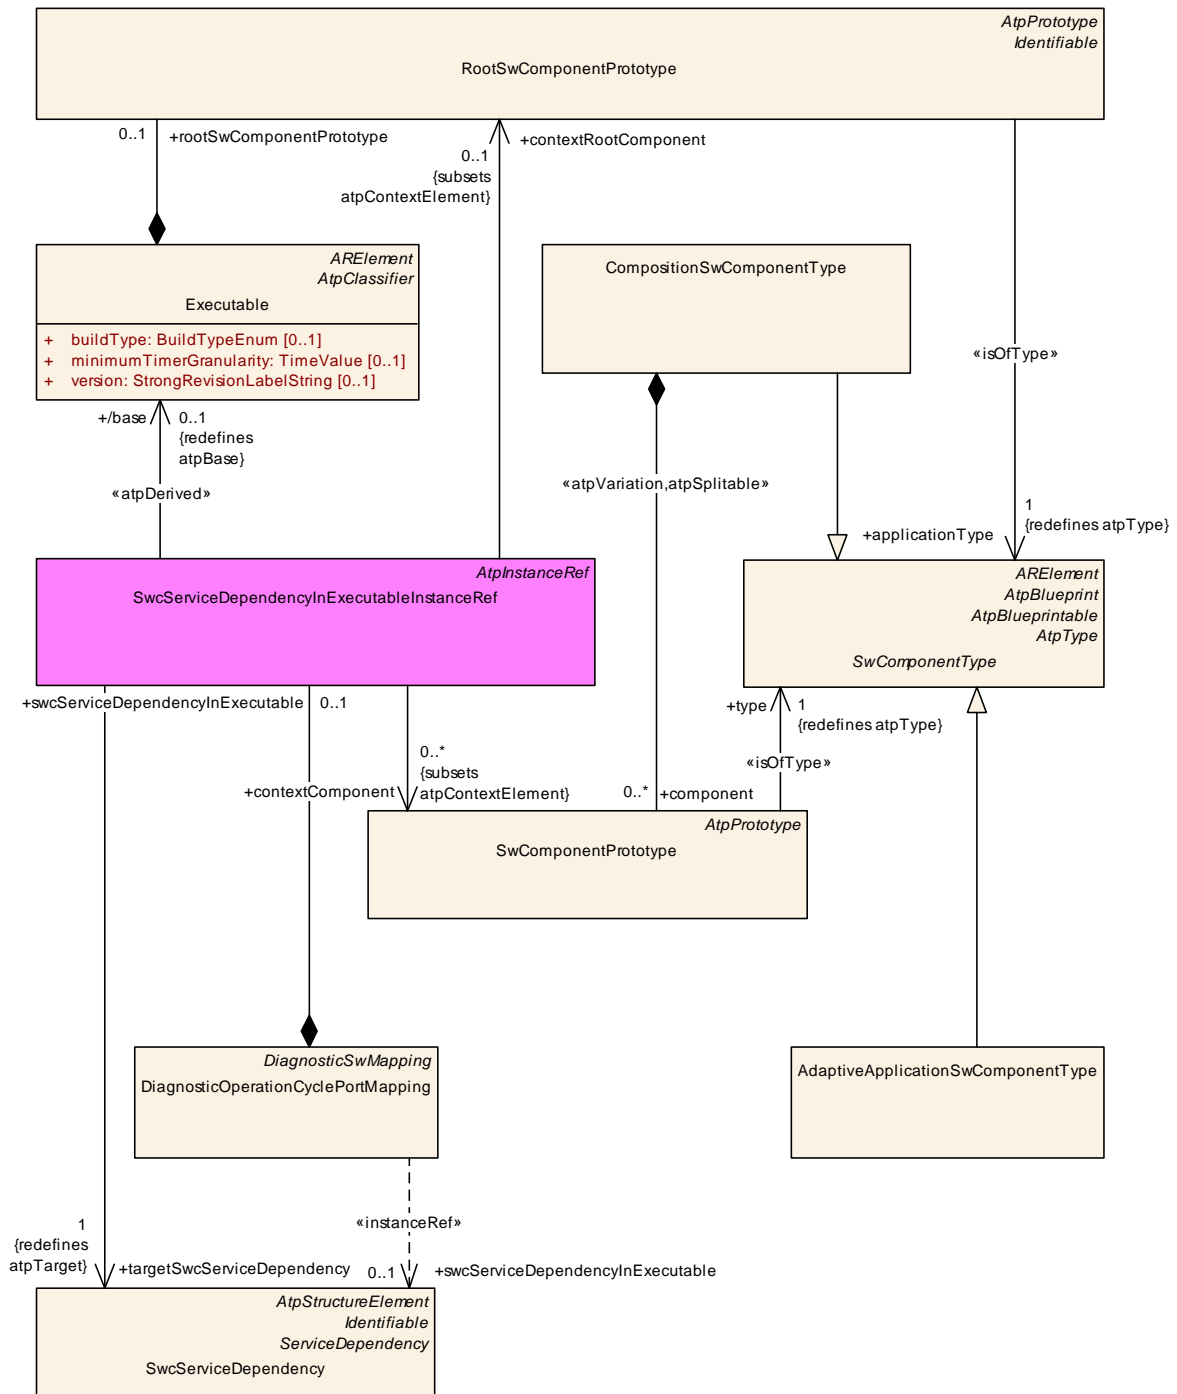 AtpPrototype
Identifiable
RootSwComponentPrototype
0..1
+rootSwComponentPrototype
+contextRootComponent
0..1
{subsets
atpContextElement}
ARElement
AtpClassifier
Executable
+ buildType: BuildTypeEnum [0..1]
+ minimumTimerGranularity: TimeValue [0..1]
+ version: StrongRevisionLabelString [0..1]
CompositionSwComponentType
«isOfType»
+/base
0..1
{redefines
atpBase}
«atpDerived»
«atpVariation,atpSplitable»
+applicationType
1
{redefines atpType}
AtpInstanceRef
SwcServiceDependencyInExecutableInstanceRef
ARElement
AtpBlueprint
AtpBlueprintable
AtpType
SwComponentType
+swcServiceDependencyInExecutable
0..1
+type
1
{redefines atpType}
«isOfType»
0..*
{subsets
atpContextElement}
+contextComponent
0..*
+component
AtpPrototype
SwComponentPrototype
DiagnosticSwMapping
DiagnosticOperationCyclePortMapping
AdaptiveApplicationSwComponentType
«instanceRef»
1
{redefines
atpTarget}
+targetSwcServiceDependency
0..1
+swcServiceDependencyInExecutable
AtpStructureElement
Identifiable
ServiceDependency
SwcServiceDependency